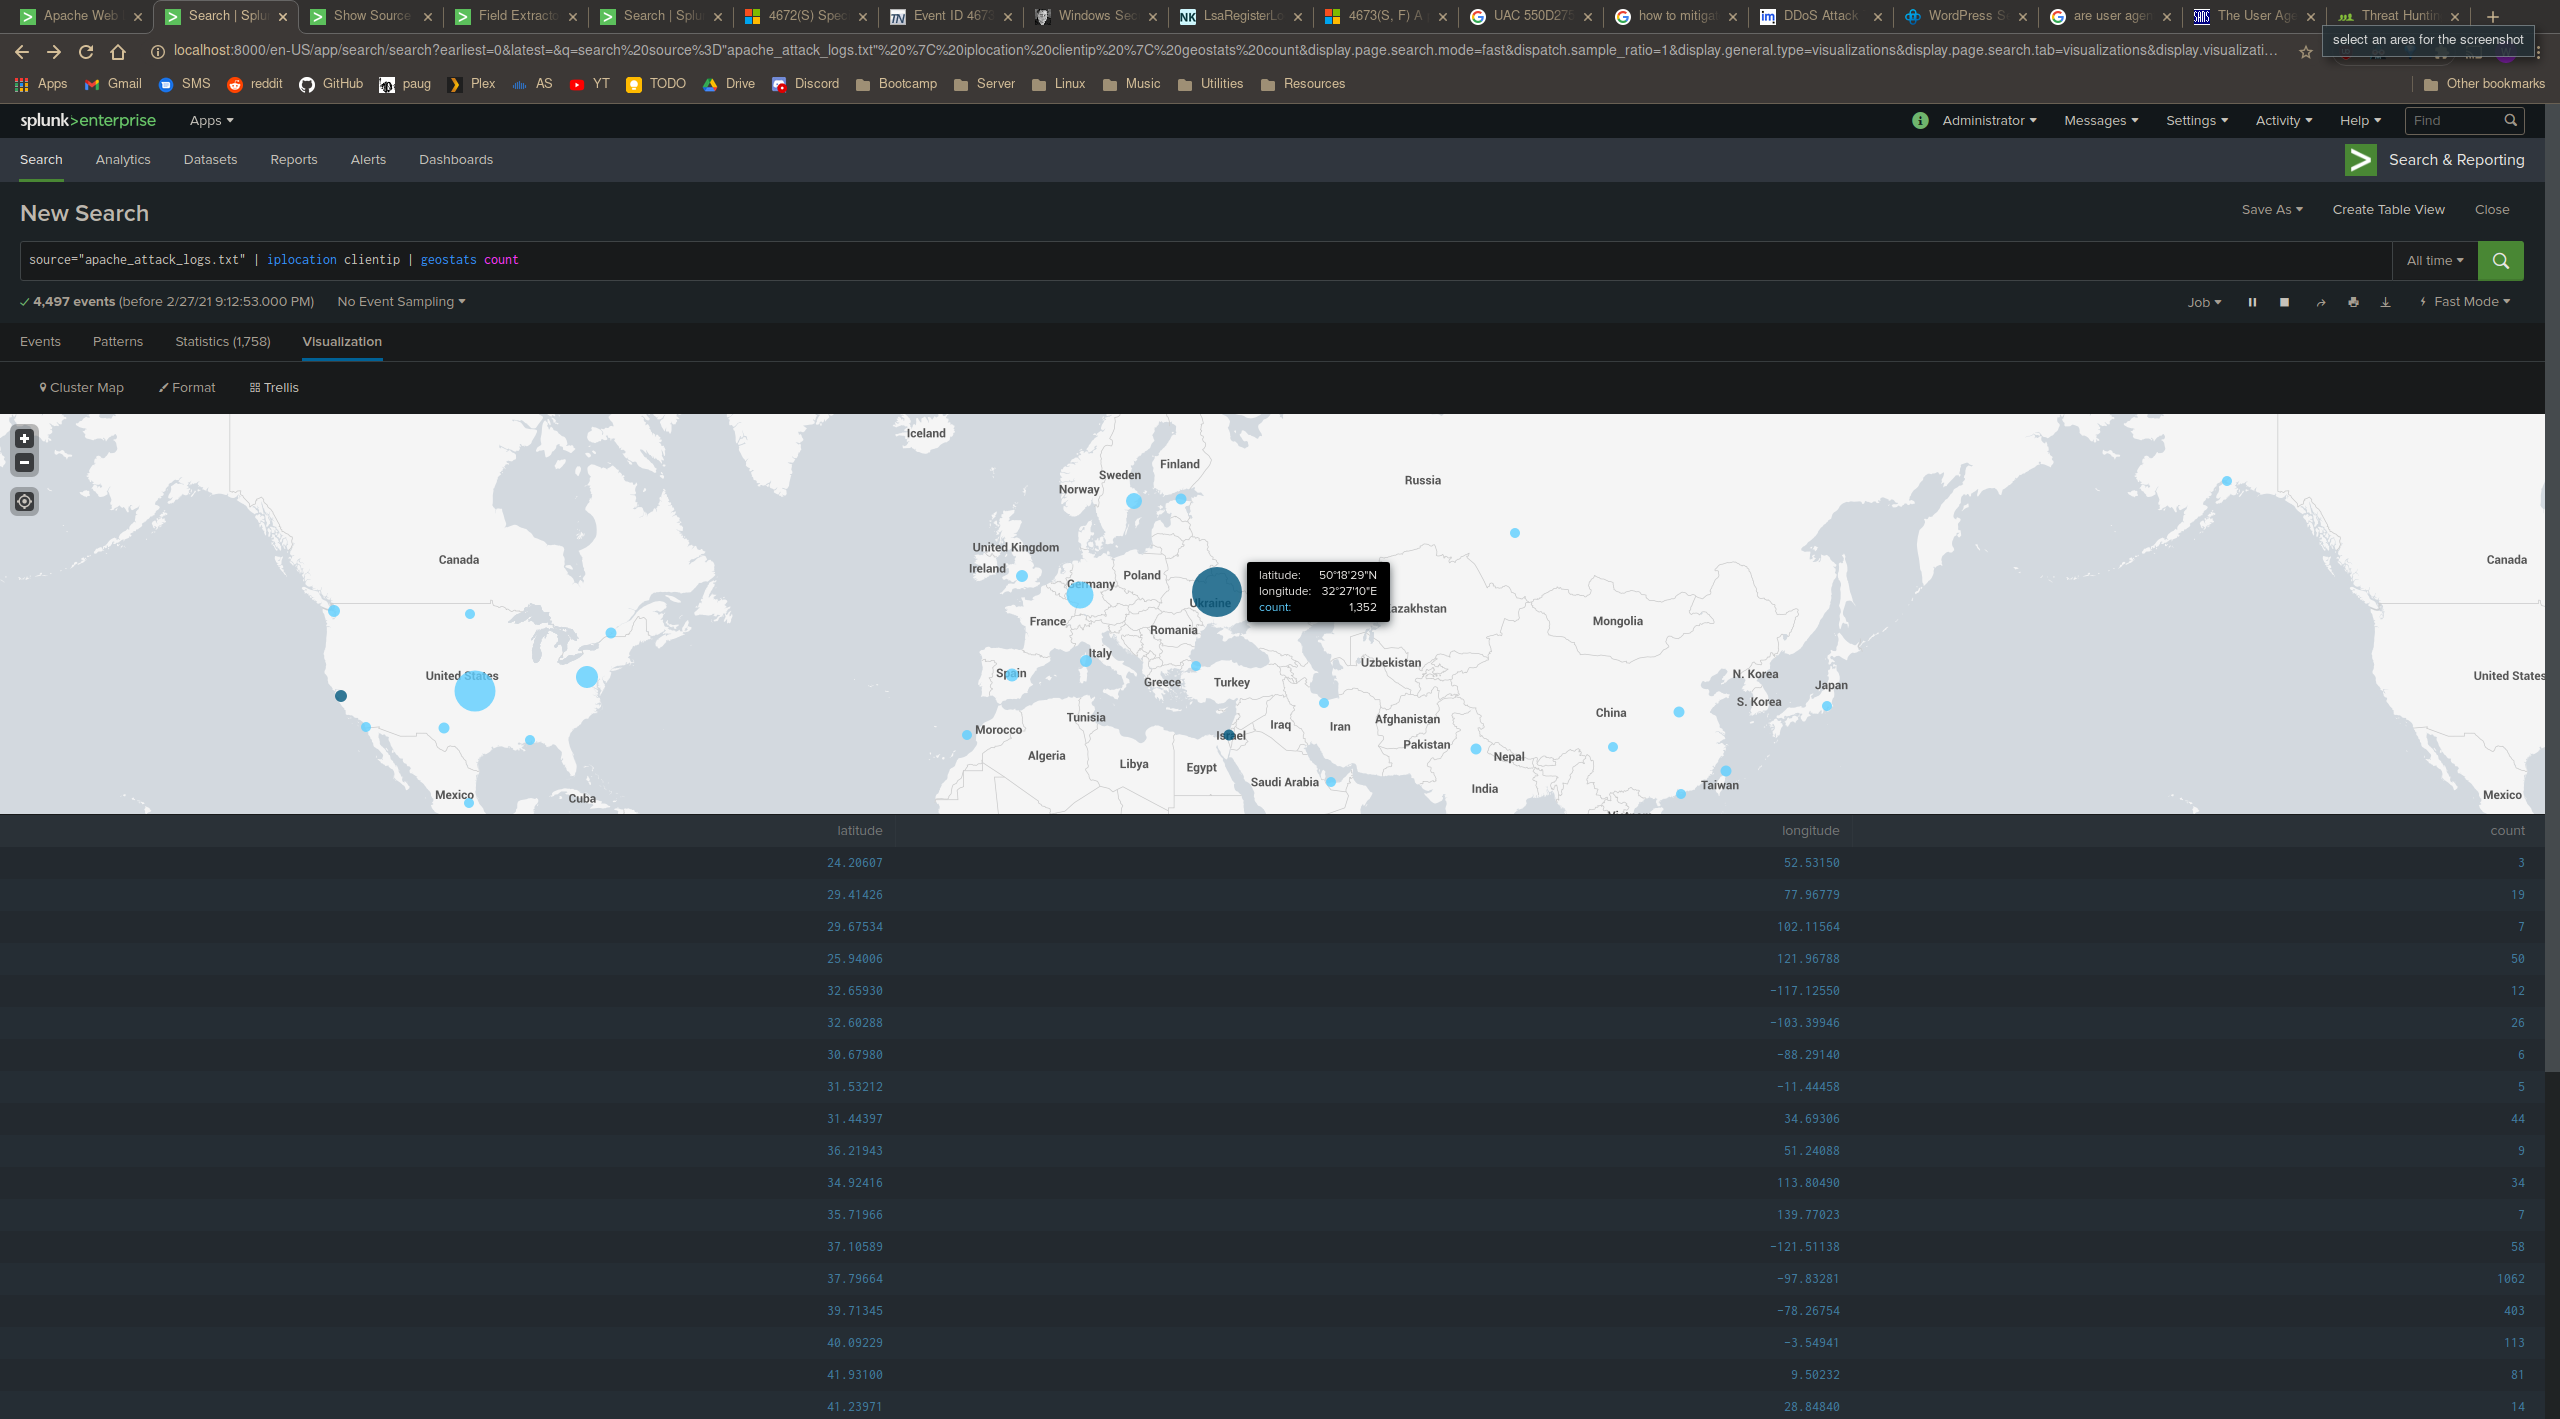 Apache Web
Search | Splu
Show Source
Field Extracto
Search | Splu
4672(S) Spec
Event ID 4673
Windows Sec
LsaRegisterLo
4673(S, F) A
UAC 550D275
how to mitiga
DDoS Attack
WordPress S
are user agen
The User Age
Threat Huntin
localhost:8000/en-US/app/search/search?earliest=0&latest=&q=search%20source%3D"apache_attack_logs.txt"%20%7C%20iplocation%20clientip%20%7C%20geostats%20count&display.page.search.mode=fast&dispatch.sample_ratio=1&display.general.type=visualizations&display.page.search.tab=visualizations&display.visualizati...
select an area for the screenshot
Apps Gmail SMS reddit GitHub paug Plex AS YT TODO Drive Discord Bootcamp Server Linux Music Utilities Resources Other bookmarks
splunk>enterprise Apps Administrator Messages Settings Activity Help Find
Search Analytics Datasets Reports Alerts Dashboards Search & Reporting
New Search Save As Create Table View Close
source="apache_attack_logs.txt" | iplocation clientip | geostats count All time
4,497 events (before 2/27/21 9:12:53.000 PM) No Event Sampling Job Fast Mode
Events Patterns Statistics (1,758) Visualization
Cluster Map Format Trellis
Iceland
Finland
Sweden
Russia
Norway
United Kingdom
Canada
Canada
Ireland
Poland
Germany
latitude: 50°18'29"N
longitude: 32°27'10"E
count: 1,352
Ukraine
azakhstan
France
Mongolia
Romania
Italy
Uzbekistan
Spain
N. Korea
United States
United States
Greece
Turkey
Japan
S. Korea
China
Tunisia
Afghanistan
Iraq
Iran
Morocco
Israel
Pakistan
Algeria
Nepal
Libya
Egypt
Saudi Arabia
Taiwan
India
Mexico
Mexico
Cuba
latitude longitude count
24.20607 52.53150 3
29.41426 77.96779 19
29.67534 102.11564 7
25.94006 121.96788 50
32.65930 -117.12550 12
32.60288 -103.39946 26
30.67980 -88.29140 6
31.53212 -11.44458 5
31.44397 34.69306 44
36.21943 51.24088 9
34.92416 113.80490 34
35.71966 139.77023 7
37.10589 -121.51138 58
37.79664 -97.83281 1062
39.71345 -78.26754 403
40.09229 -3.54941 113
41.93100 9.50232 81
41.23971 28.84840 14